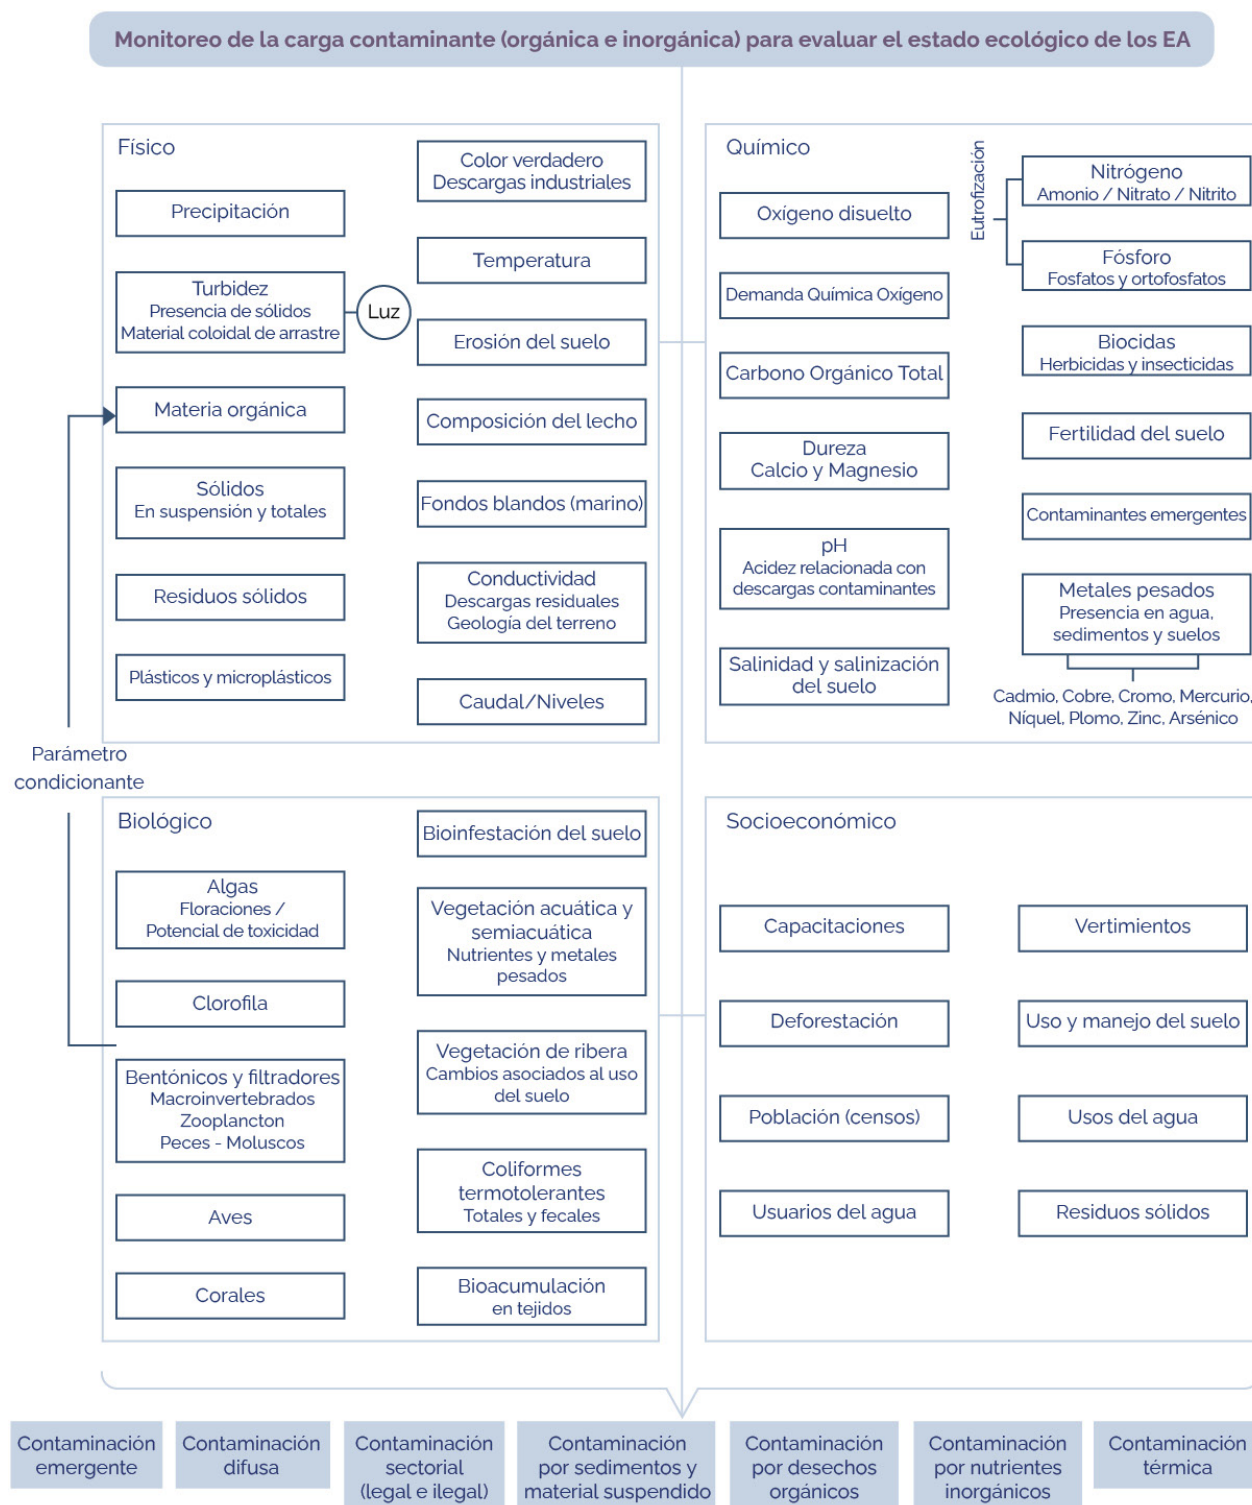 Monitoreo de la carga contaminante (orgánica e inorgánica) para evaluar el estado ecológico de los EA
Físico
Precipitación
Turbidez
Presencia de sólidos
Material coloidal de arrastre
Luz
Materia orgánica
Sólidos
En suspensión y totales
Residuos sólidos
Plásticos y microplásticos
Color verdadero
Descargas industriales
Temperatura
Erosión del suelo
Composición del lecho
Fondos blandos (marino)
Conductividad
Descargas residuales
Geología del terreno
Caudal/Niveles
Químico
Oxígeno disuelto
Demanda Química Oxígeno
Carbono Orgánico Total
Dureza
Calcio y Magnesio
pH
Acidez relacionada con
descargas contaminantes
Salinidad y salinización
del suelo
Eutrofización
Nitrógeno
Amonio / Nitrato / Nitrito
Fósforo
Fosfatos y ortofosfatos
Biocidas
Herbicidas y insecticidas
Fertilidad del suelo
Contaminantes emergentes
Metales pesados
Presencia en agua,
sedimentos y suelos
Cadmio, Cobre, Cromo, Mercurio,
Níquel, Plomo, Zinc, Arsénico
Parámetro
condicionante
Biológico
Algas
Floraciones /
Potencial de toxicidad
Clorofila
Bentónicos y filtradores
Macroinvertebrados
Zooplancton
Peces - Moluscos
Aves
Corales
Bioinfestación del suelo
Vegetación acuática y
semiacuática
Nutrientes y metales
pesados
Vegetación de ribera
Cambios asociados al uso
del suelo
Coliformes
termotolerantes
Totales y fecales
Bioacumulación
en tejidos
Socioeconómico
Capacitaciones
Deforestación
Población (censos)
Usuarios del agua
Vertimientos
Uso y manejo del suelo
Usos del agua
Residuos sólidos
Contaminación
emergente
Contaminación
difusa
Contaminación
sectorial
(legal e ilegal)
Contaminación
por sedimentos y
material suspendido
Contaminación
por desechos
orgánicos
Contaminación
por nutrientes
inorgánicos
Contaminación
térmica